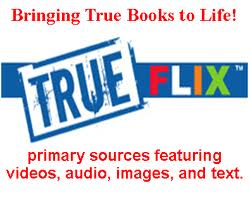 Bringing True Books to Life!
TRUE FLIX™
primary sources featuring
videos, audio, images, and text.